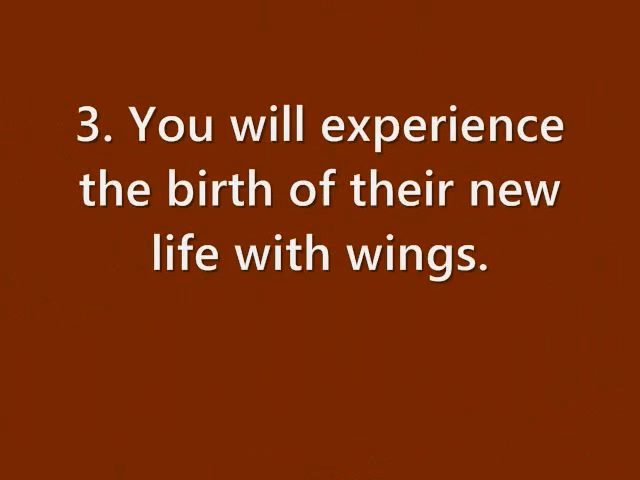 3. You will experience
the birth of their new
life with wings.